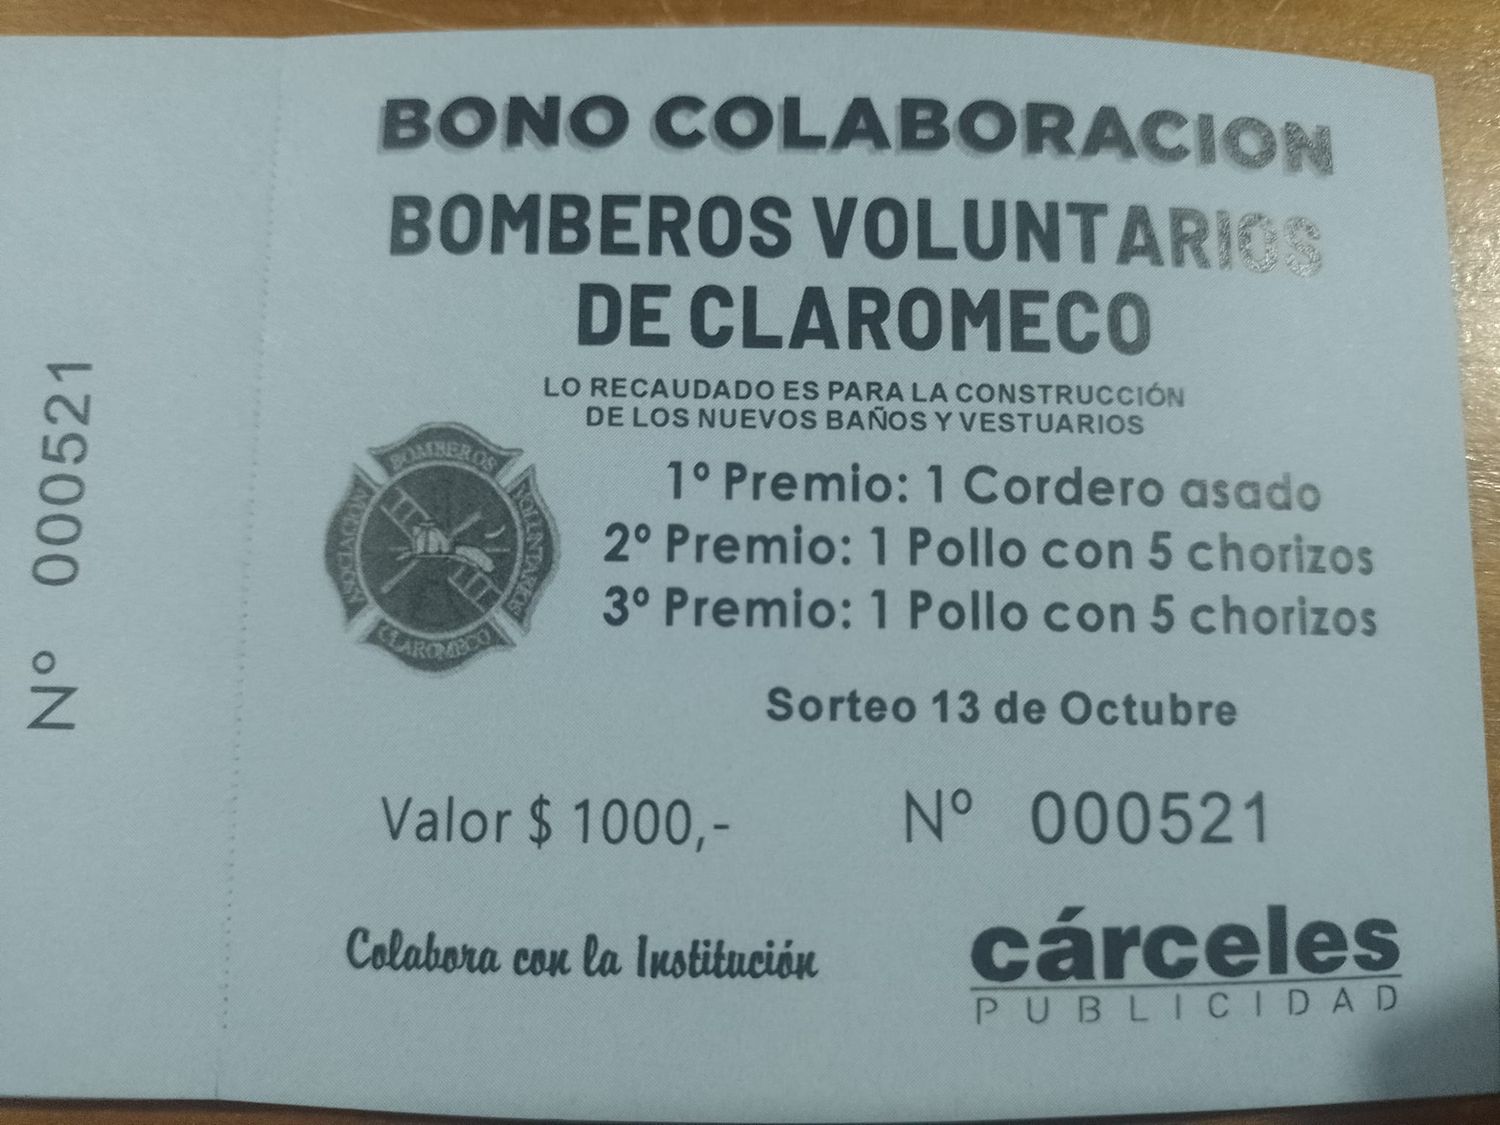 Nº 000521
BONO COLABORACION
BOMBEROS VOLUNTARIOS
DE CLAROMECO
LO RECAUDADO ES PARA LA CONSTRUCCIÓN
DE LOS NUEVOS BAÑOS Y VESTUARIOS
BOMBEROS
ASOCIACION
VOLUNTARIOS
CLAROMECO
1º Premio: 1 Cordero asado
2º Premio: 1 Pollo con 5 chorizos
3º Premio: 1 Pollo con 5 chorizos
Sorteo 13 de Octubre
Valor $ 1000,-
Nº 000521
Colabora con la Institución
cárceles
PUBLICIDAD